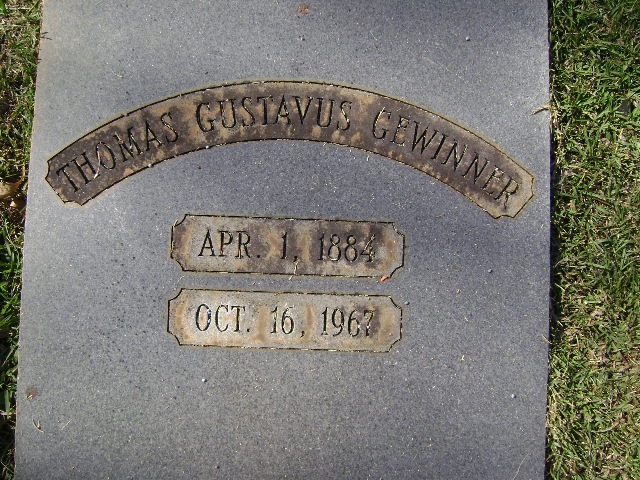 THOMAS GUSTAVUS GEWINNER
APR. 1, 1884
OCT. 16, 1967